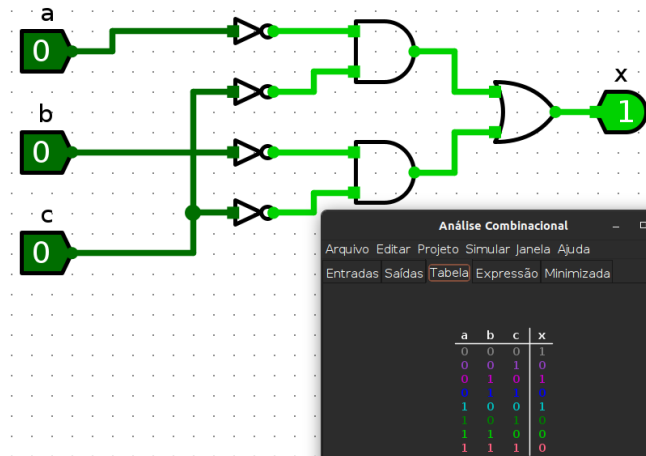 a
0
b
0
c
0
x
1
Análise Combinacional
Arquivo Editar Projeto Simular Janela Ajuda
Entradas Saídas Tabela Expressão Minimizada
a b c x
0 0 0 1
0 0 1 0
0 1 0 1
0 1 1 0
1 0 0 1
1 0 1 0
1 1 0 0
1 1 1 0